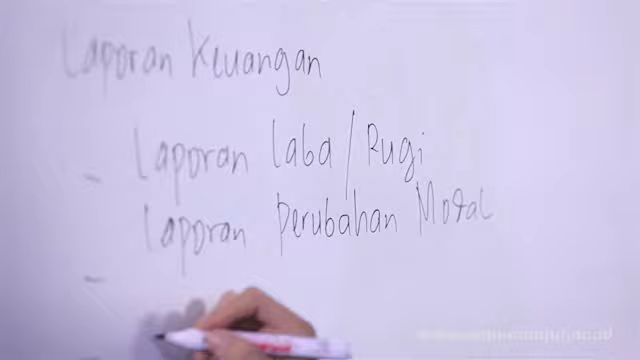 Laporan Keuangan
- Laporan Laba/Rugi
Laporan Perubahan Modal
-